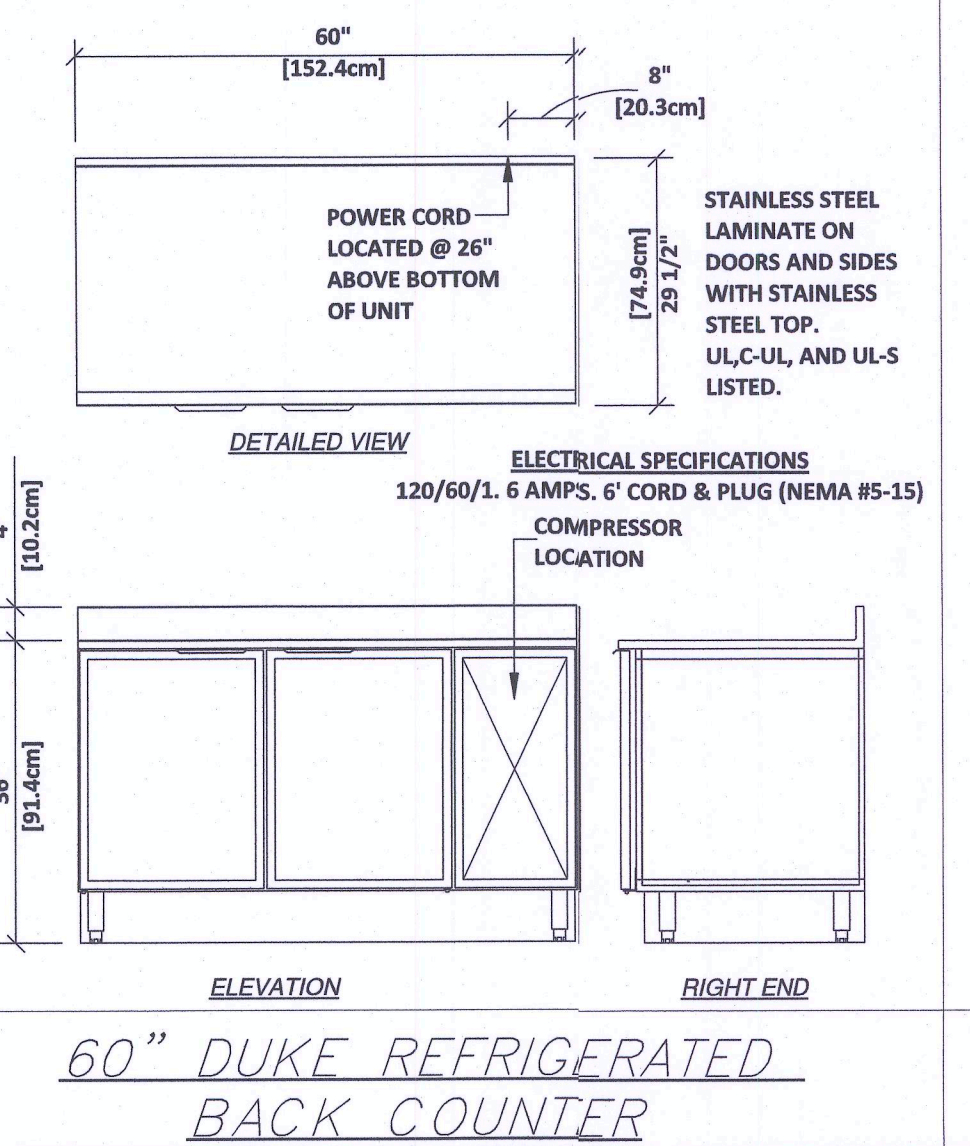 60"
[152.4cm]
8"
[20.3cm]
POWER CORD
LOCATED @ 26"
ABOVE BOTTOM
OF UNIT
[74.9cm]
29 1/2"
STAINLESS STEEL
LAMINATE ON
DOORS AND SIDES
WITH STAINLESS
STEEL TOP.
UL,C-UL, AND UL-S
LISTED.
DETAILED VIEW
ELECTRICAL SPECIFICATIONS
120/60/1. 6 AMPS. 6' CORD & PLUG (NEMA #5-15)
COMPRESSOR
LOCATION
[10.2cm]
[91.4cm]
ELEVATION
RIGHT END
60" DUKE REFRIGERATED
BACK COUNTER